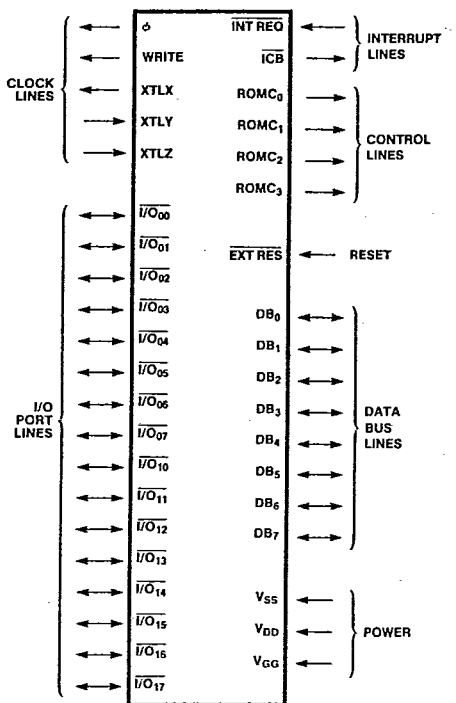 CLOCK
LINES
ϕ
WRITE
XTLX
XTLY
XTLZ
I/O
PORT
LINES
I/O00
I/O01
I/O02
I/O03
I/O04
I/O05
I/O06
I/O07
I/O10
I/O11
I/O12
I/O13
I/O14
I/O15
I/O16
I/O17
INT REQ
ICB
INTERRUPT
LINES
ROMC0
ROMC1
ROMC2
ROMC3
CONTROL
LINES
EXT RES
RESET
DB0
DB1
DB2
DB3
DB4
DB5
DB6
DB7
DATA
BUS
LINES
VSS
VDD
VGG
POWER